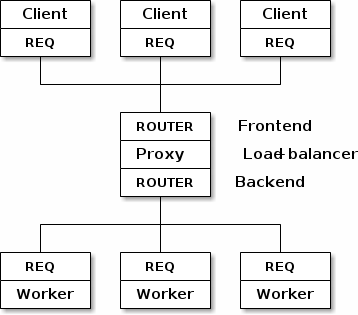 Client Client Client
REQ REQ REQ
ROUTER Frontend
Proxy Load-balancer
ROUTER Backend
REQ REQ REQ
Worker Worker Worker